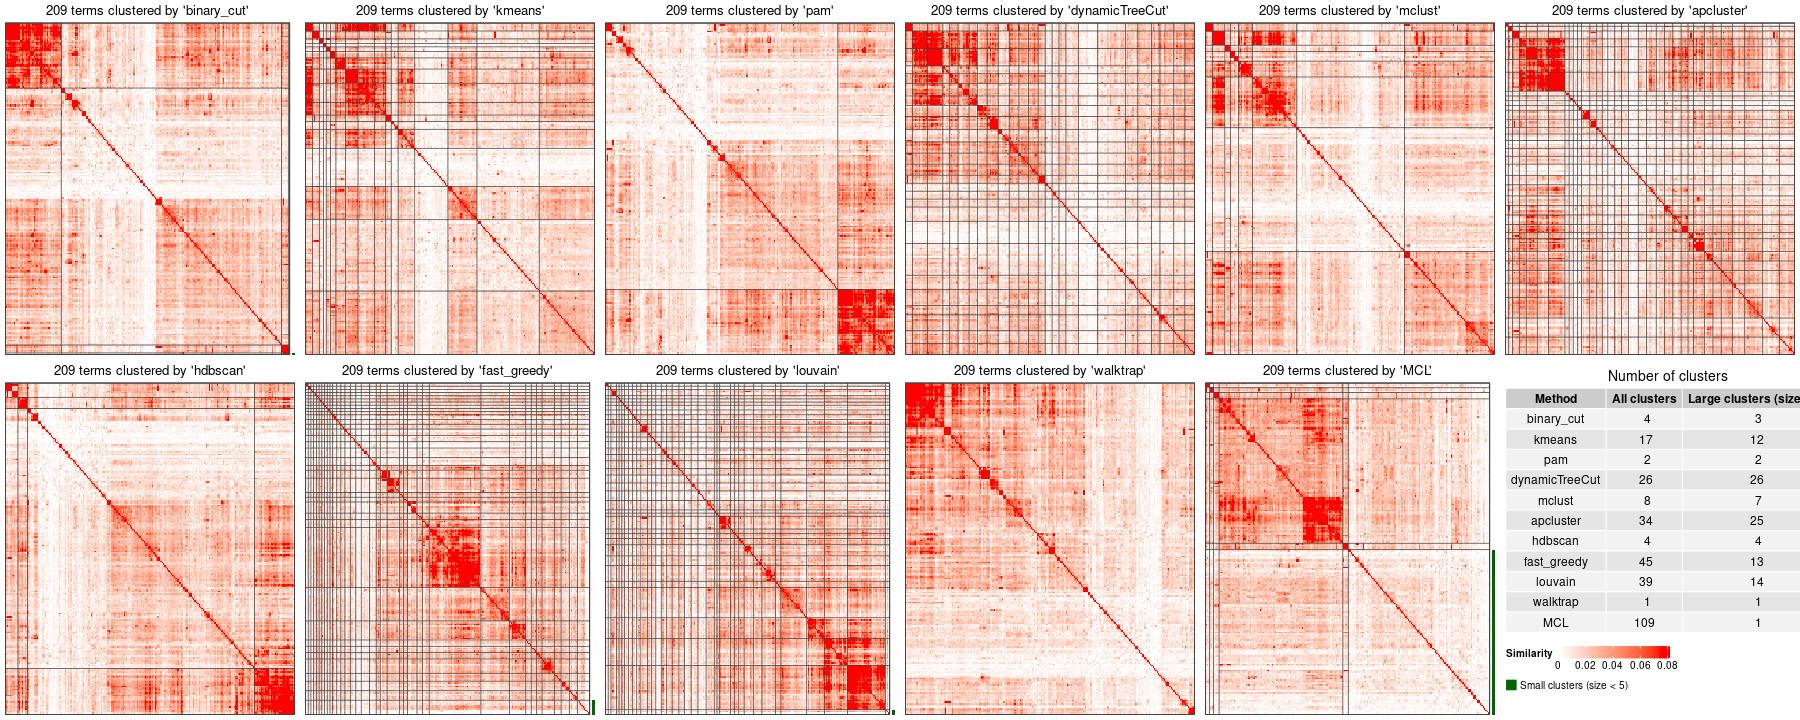 209 terms clustered by 'binary_cut'
209 terms clustered by 'kmeans'
209 terms clustered by 'pam'
209 terms clustered by 'dynamicTreeCut'
209 terms clustered by 'mclust'
209 terms clustered by 'apcluster'
209 terms clustered by 'hdbscan'
209 terms clustered by 'fast_greedy'
209 terms clustered by 'louvain'
209 terms clustered by 'walktrap'
209 terms clustered by 'MCL'
Number of clusters
Method All clusters Large clusters (size
binary_cut 4 3
kmeans 17 12
pam 2 2
dynamicTreeCut 26 26
mclust 8 7
apcluster 34 25
hdbscan 4 4
fast_greedy 45 13
louvain 39 14
walktrap 1 1
MCL 109 1
Similarity
0 0.02 0.04 0.06 0.08
Small clusters (size < 5)